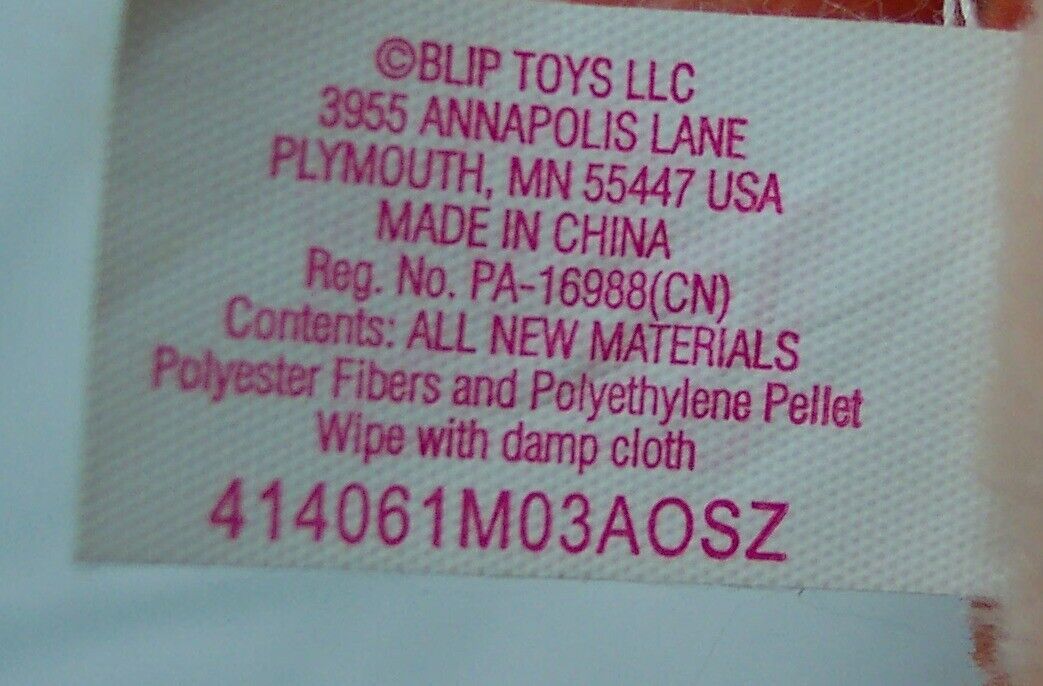 ©BLIP TOYS LLC
3955 ANNAPOLIS LANE
PLYMOUTH, MN 55447 USA
MADE IN CHINA
Reg. No. PA-16988(CN)
Contents: ALL NEW MATERIALS
Polyester Fibers and Polyethylene Pellet
Wipe with damp cloth
414061M03AOSZ